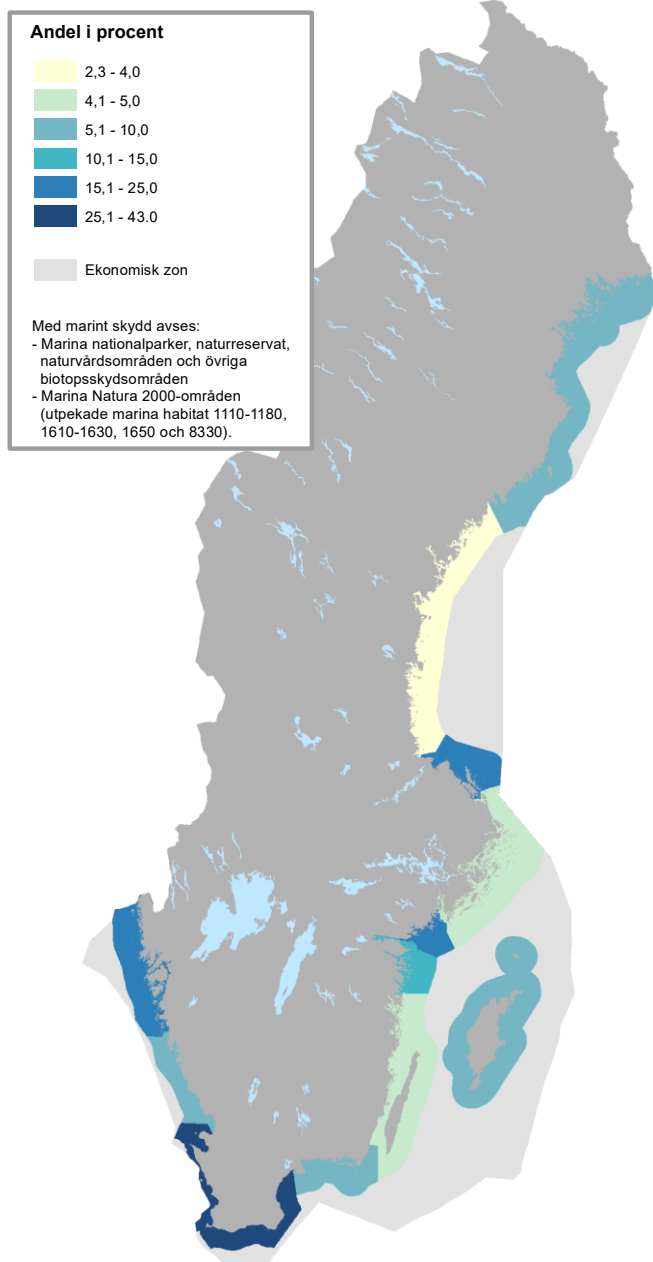 Andel i procent
2,3 - 4,0
4,1 - 5,0
5,1 - 10,0
10,1 - 15,0
15,1 - 25,0
25,1 - 43.0
Ekonomisk zon
Med marint skydd avses:
- Marina nationalparker, naturreservat,
naturvårdsområden och övriga
biotopsskydsområden
- Marina Natura 2000-områden
(utpekade marina habitat 1110-1180,
1610-1630, 1650 och 8330).